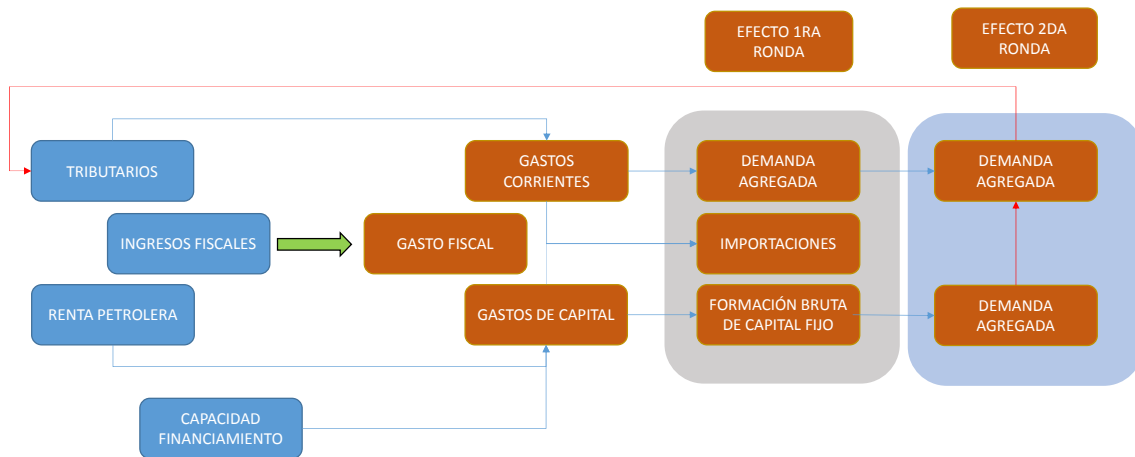 EFECTO 1RA
RONDA
EFECTO 2DA
RONDA
TRIBUTARIOS
GASTOS
CORRIENTES
DEMANDA
AGREGADA
DEMANDA
AGREGADA
INGRESOS FISCALES
GASTO FISCAL
IMPORTACIONES
RENTA PETROLERA
GASTOS DE CAPITAL
FORMACIÓN BRUTA
DE CAPITAL FIJO
DEMANDA
AGREGADA
CAPACIDAD
FINANCIAMIENTO